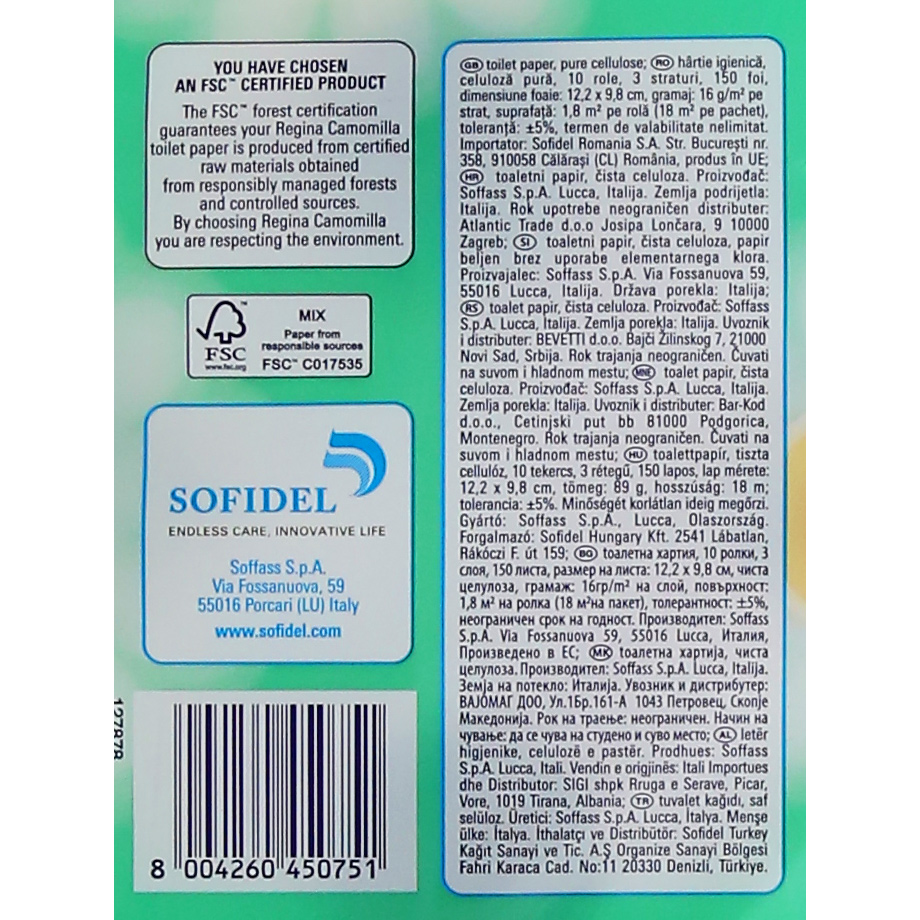 YOU HAVE CHOSEN
AN FSC™ CERTIFIED PRODUCT
The FSC™ forest certification
guarantees your Regina Camomilla
toilet paper is produced from certified
raw materials obtained
from responsibly managed forests
and controlled sources.
By choosing Regina Camomilla
you are respecting the environment.
FSC
www.fsc.org
MIX
Paper from
responsible sources
FSC™ C017535
SOFIDEL
ENDLESS CARE, INNOVATIVE LIFE
Soffass S.p.A.
Via Fossanuova, 59
55016 Porcari (LU) Italy
www.sofidel.com
127878
8 004260 450751
GB toilet paper, pure cellulose; RO hârtie igienică,
celuloză pură, 10 role, 3 straturi, 150 foi,
dimensiune foaie: 12,2 x 9,8 cm, gramaj: 16 g/m² pe
strat, suprafață: 1,8 m² pe rolă (18 m² pe pachet),
toleranță: ±5%, termen de valabilitate nelimitat.
Importator: Sofidel Romania S.A. Str. București nr.
358, 910058 Călărași (CL) România, produs în UE;
HR toaletni papir, čista celuloza. Proizvođač:
Soffass S.p.A. Lucca, Italija. Zemlja podrijetla:
Italija. Rok upotrebe neograničen distributer:
Atlantic Trade d.o.o Josipa Lončara, 9 10000
Zagreb; SI toaletni papir, čista celuloza, papir
beljen brez uporabe elementarnega klora.
Proizvajalec: Soffass S.p.A. Via Fossanuova 59,
55016 Lucca, Italija. Država porekla: Italija;
RS toalet papir, čista celuloza. Proizvođač: Soffass
S.p.A. Lucca, Italija. Zemlja porekla: Italija. Uvoznik
i distributer: BEVETTI d.o.o. Bajči Žilinskog 7, 21000
Novi Sad, Srbija. Rok trajanja neograničen. Čuvati
na suvom i hladnom mestu; MNE toalet papir, čista
celuloza. Proizvođač: Soffass S.p.A. Lucca, Italija.
Zemlja porekla: Italija. Uvoznik i distributer: Bar-Kod
d.o.o., Cetinjski put bb 81000 Podgorica,
Montenegro. Rok trajanja neograničen. Čuvati na
suvom i hladnom mestu; HU toalettpapír, tiszta
cellulóz, 10 tekercs, 3 rétegű, 150 lapos, lap mérete:
12,2 x 9,8 cm, tömeg: 89 g, hosszúság: 18 m;
tolerancia: ±5%. Minőségét korlátlan ideig megőrzi.
Gyártó: Soffass S.p.A., Lucca, Olaszország.
Forgalmazó: Sofidel Hungary Kft. 2541 Lábatlan,
Rákóczi F. út 159; BG тоалетна хартия, 10 ролки, 3
слоя, 150 листа, размер на листа: 12,2 x 9,8 см, чиста
целулоза, грамаж: 16гр/m² на слой, повърхност:
1,8 м² на ролка (18 м²на пакет), толерантност: ±5%,
неограничен срок на годност. Производител: Soffass
S.p.A. Via Fossanuova 59, 55016 Lucca, Италия,
Произведено в ЕС; MK тоалетна хартија, чиста
целулоза. Производител: Soffass S.p.A. Lucca, Italija.
Земја на потекло: Италија. Увозник и дистрибутер:
ВАЈОМАГ ДОО, Ул.1Бр.161-А 1043 Петровец, Скопје
Македонија. Рок на траење: неограничен. Начин на
чување: да се чува на студено и суво место; AL letër
higjenike, celulozë e pastër. Prodhues: Soffass
S.p.A. Lucca, Itali. Vendin e origjinës: Itali Importues
dhe Distributor: SIGI shpk Rruga e Serave, Picar,
Vore, 1019 Tirana, Albania; TR tuvalet kağıdı, saf
selüloz. Üretici: Soffass S.p.A. Lucca, İtalya. Menşe
ülke: İtalya. İthalatçı ve Distribütör: Sofidel Turkey
Kağıt Sanayi ve Tic. A.Ş Organize Sanayi Bölgesi
Fahri Karaca Cad. No:11 20330 Denizli, Türkiye.